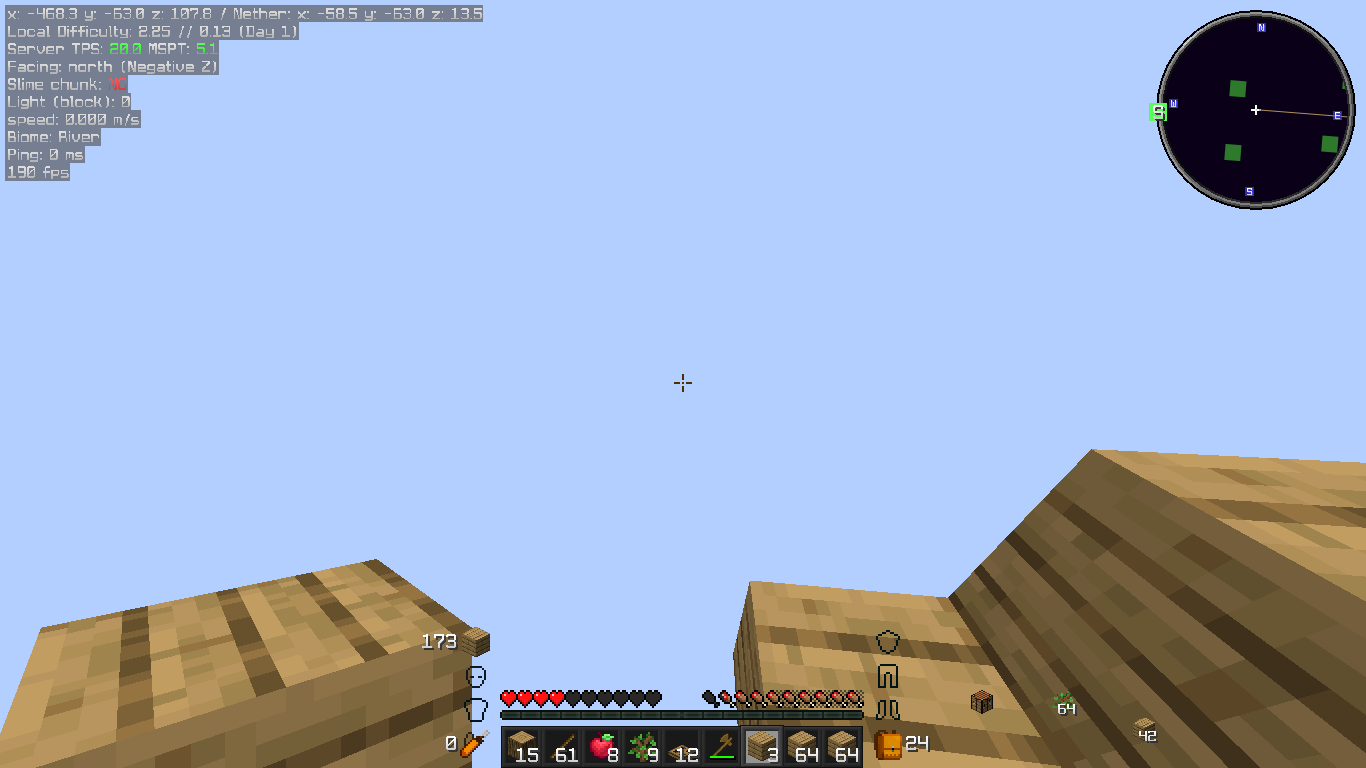 x: -468.3 y: -63.0 z: 107.8 / Nether: x: -58.5 y: -63.0 z: 13.5
Local Difficulty: 2.25 // 0.13 (Day 1)
Server TPS: 20.0 MSPT: 5.1
Facing: north (Negative Z)
Slime chunk: NO
Light (block): 0
speed: 0.000 m/s
Biome: River
Ping: 0 ms
190 fps
N
W
E
S
S
173
0
24
64
42
15 61 8 9 12 3 64 64